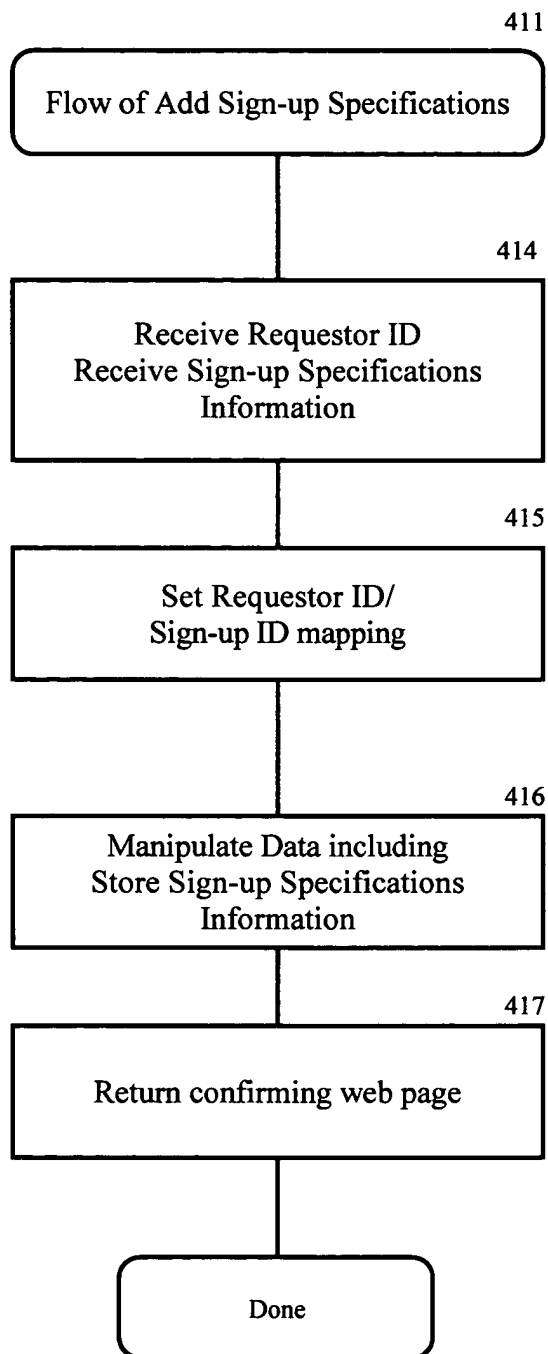 411
Flow of Add Sign-up Specifications
414
Receive Requestor ID
Receive Sign-up Specifications
Information
415
Set Requestor ID/
Sign-up ID mapping
416
Manipulate Data including
Store Sign-up Specifications
Information
417
Return confirming web page
Done